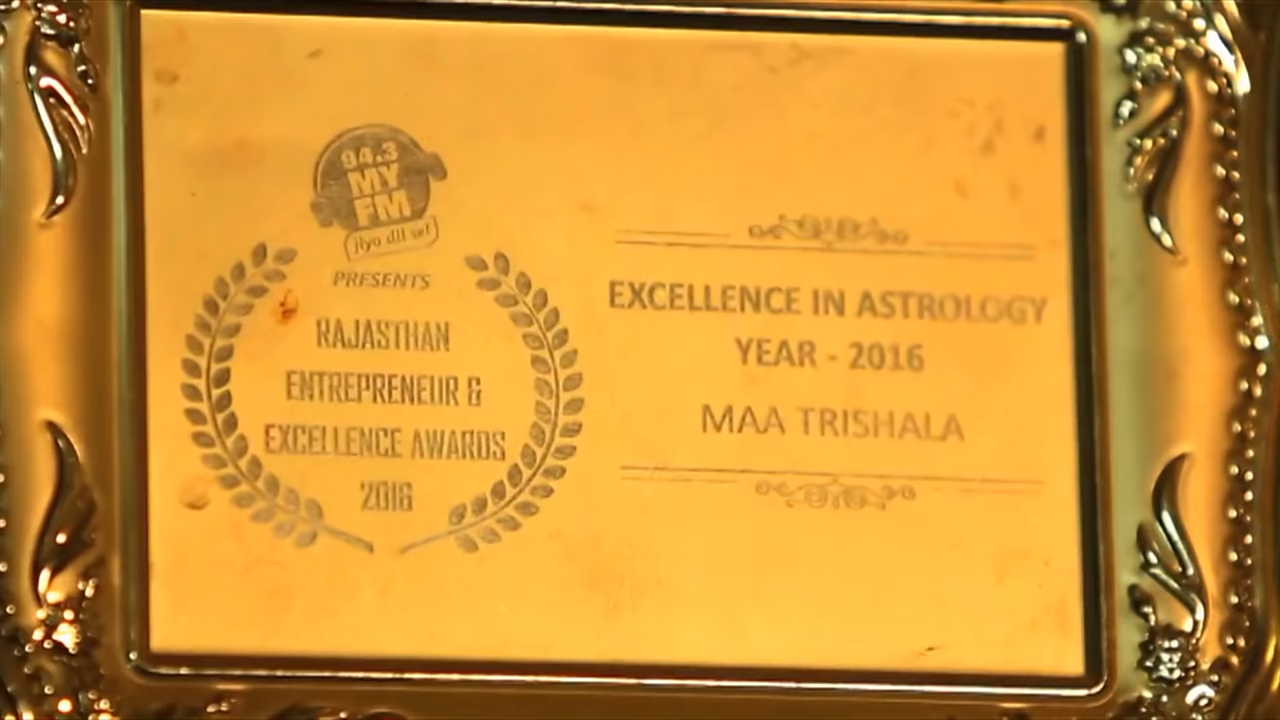 94.3
MY
FM
jiyo dil se!
PRESENTS
RAJASTHAN
ENTREPRENEUR &
EXCELLENCE AWARDS
2016
EXCELLENCE IN ASTROLOGY
YEAR - 2016
MAA TRISHALA